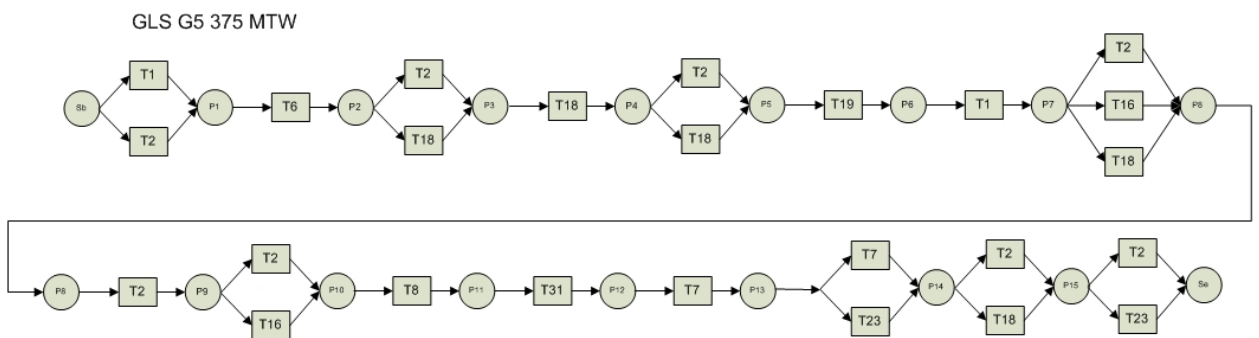 GLS G5 375 MTW
T2
T1 T2 T2 T16
Sb P1 T6 P2 P3 T18 P4 P5 T19 P6 T1 P7 P8
T2 T18 T18 T18
T2 T7 T2 T2
P8 T2 P9 P10 T8 P11 T31 P12 T7 P13 P14 P15 Se
T16 T23 T18 T23